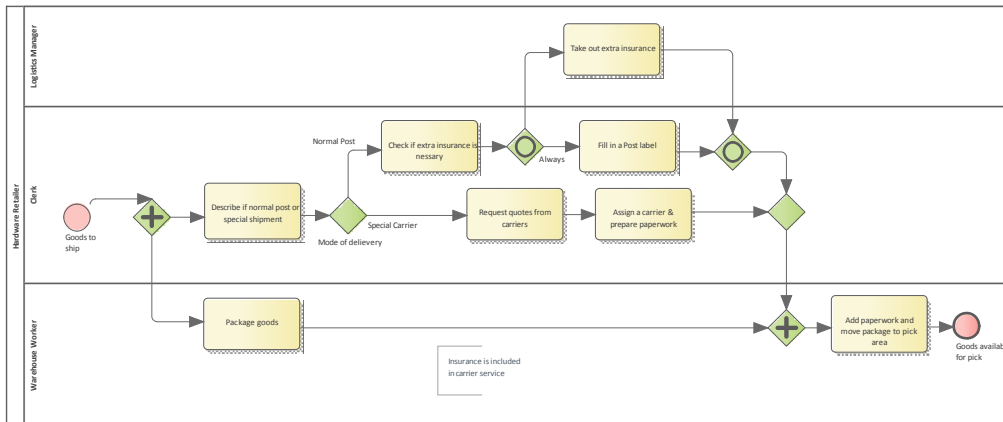 Hardware Retailer
Logistics Manager
Take out extra insurance
Clerk
Goods to
ship
Describe if normal post or
special shipment
Mode of delievery
Normal Post
Special Carrier
Check if extra insurance is
nessary
Always
Fill in a Post label
Request quotes from
carriers
Assign a carrier &
prepare paperwork
Warehouse Worker
Package goods
Insurance is included
in carrier service
Add paperwork and
move package to pick
area
Goods availab
for pick